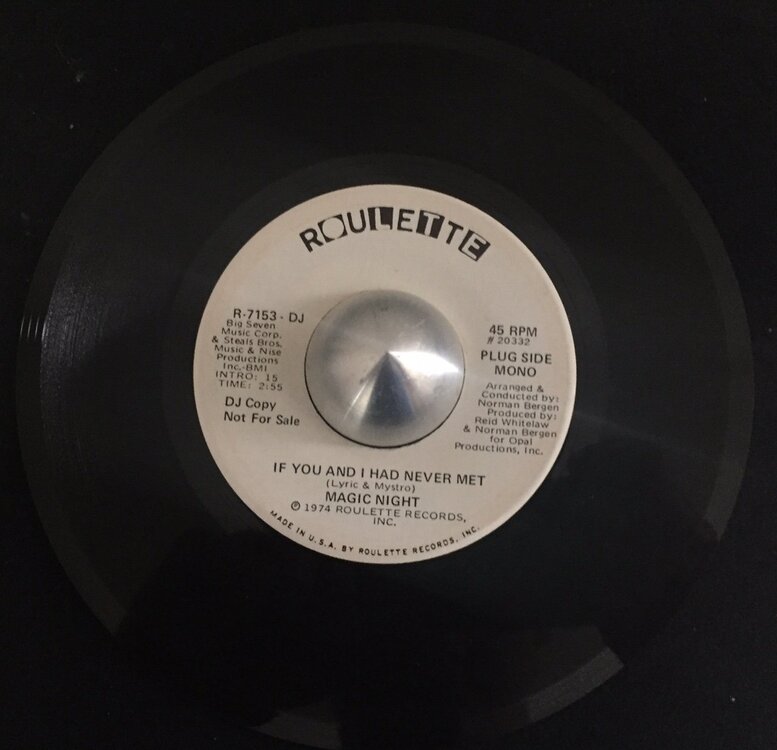 ROULETTE
R-7153-DJ
Big Seven
Music Corp.
& Steals Bros.
Music & Nise
Productions
Inc.-BMI
INTRO: 15
TIME: 2:55
DJ Copy
Not For Sale
45 RPM
# 20332
PLUG SIDE
MONO
Arranged &
Conducted by:
Norman Bergen
Produced by:
Reid Whitelaw
& Norman Bergen
for Opal
Productions, Inc.
IF YOU AND I HAD NEVER MET
(Lyric & Mystro)
MAGIC NIGHT
℗ 1974 ROULETTE RECORDS,
INC.
MADE IN U.S.A. BY ROULETTE RECORDS, INC.